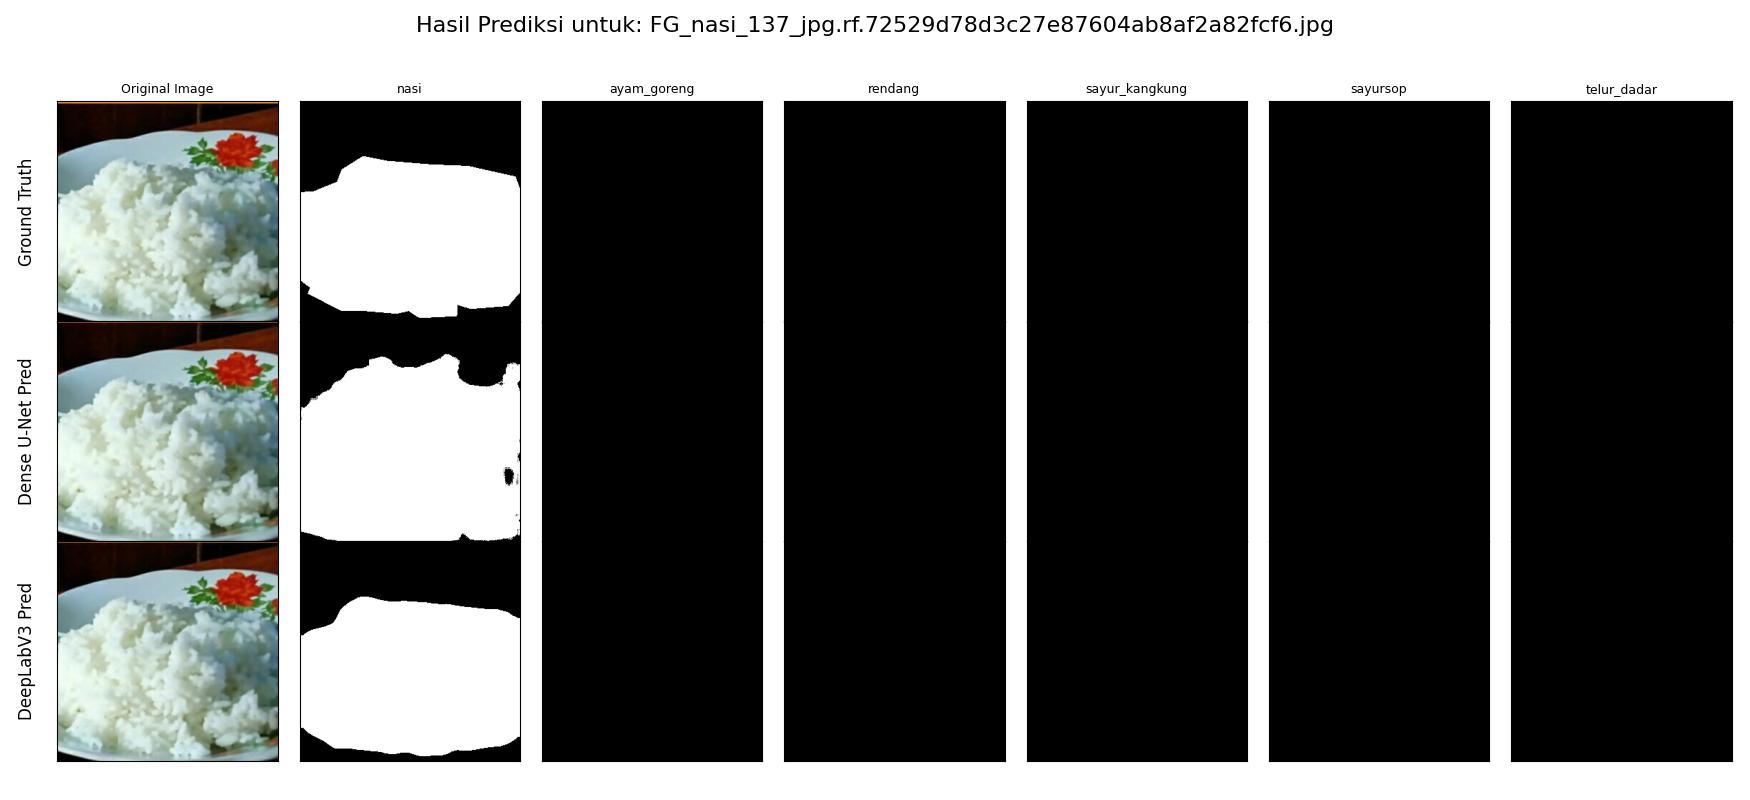 Hasil Prediksi untuk: FG_nasi_137_jpg.rf.72529d78d3c27e87604ab8af2a82fcf6.jpg
Original Image nasi ayam_goreng rendang sayur_kangkung sayursop telur_dadar
Ground Truth
Dense U-Net Pred
DeepLabV3 Pred